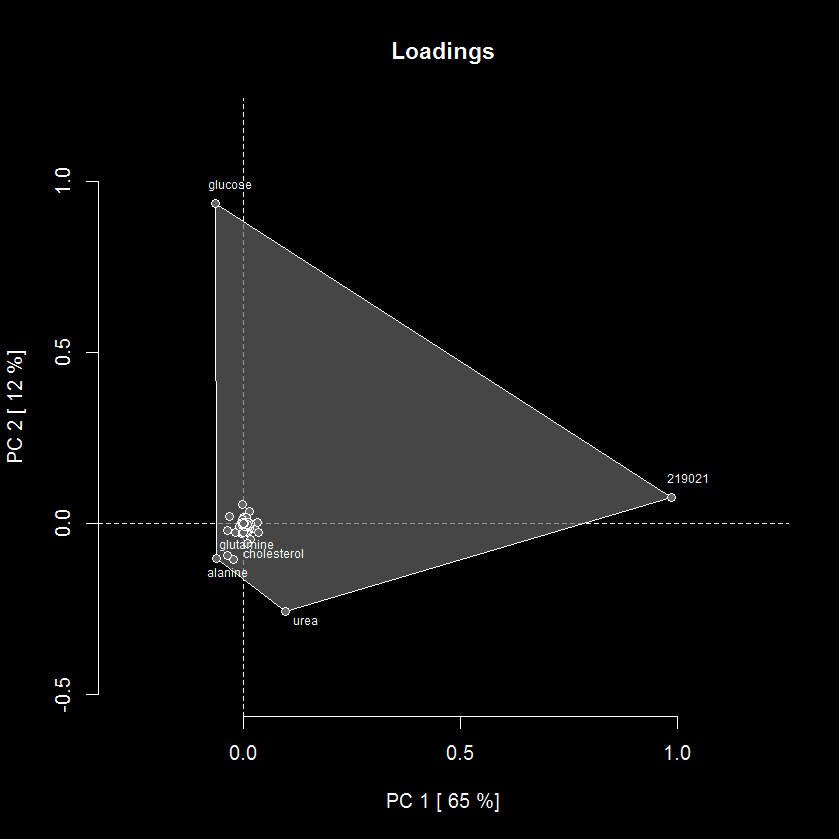 Loadings
glucose
1.0
0.5
PC 2 [ 12 %]
219021
0.0
glutamine
cholesterol
alanine
urea
-0.5
0.0 0.5 1.0
PC 1 [ 65 %]